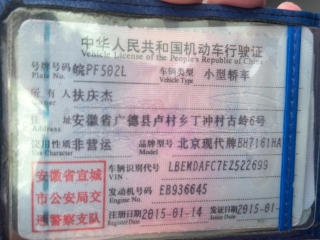 中华人民共和国机动车行驶证
Vehicle License of the People's Republic of China
号牌号码 皖PF502L 车辆类型 小型轿车
Plate No. Vehicle Type
所有人 扶庆杰
Owner
住址 安徽省广德县卢村乡丁冲村古岭6号
使用性质 非营运 品牌型号 北京现代牌BH7161HA
Use Character Model
车辆识别代号 LBEMDAFC7EZ522699
VIN
发动机号码 EB936645
Engine No.
注册日期 2015-01-14 发证日期 2015-01-
Register Date Issue Date
安徽省宣城
市公安局交
通警察支队